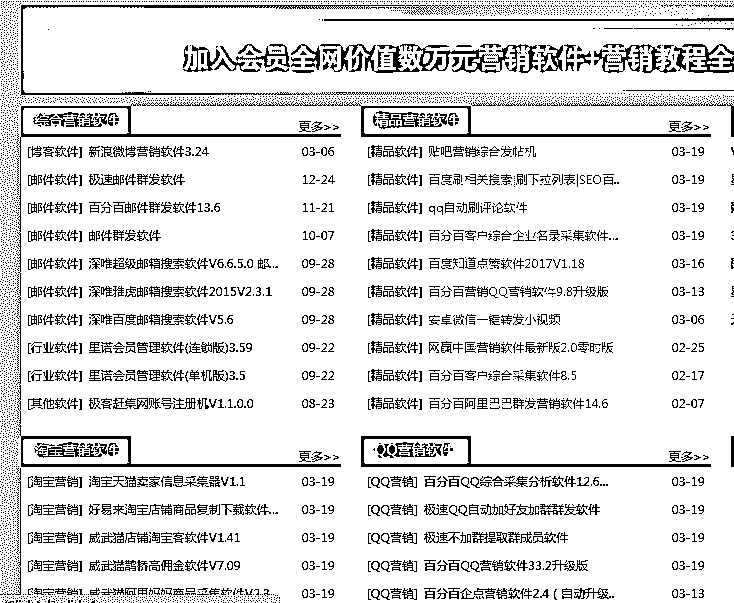 加入会员全网价值数万元营销软件+营销教程全
综合营销软件 更多>>
[博客软件] 新浪微博营销软件3.24 03-06
[邮件软件] 极速邮件群发软件 12-24
[邮件软件] 百分百邮件群发软件13.6 11-21
[邮件软件] 邮件群发软件 10-07
[邮件软件] 深唯超级邮箱搜索软件V6.6.5.0 邮... 09-28
[邮件软件] 深唯雅虎邮箱搜索软件2015V2.3.1 09-28
[邮件软件] 深唯百度邮箱搜索软件V5.6 09-28
[行业软件] 里诺会员管理软件(连锁版)3.59 09-22
[行业软件] 里诺会员管理软件(单机版)3.5 09-22
[其他软件] 极客赶集网账号注册机V1.1.0.0 08-23
精品营销软件 更多>>
[精品软件] 贴吧营销综合发帖机 03-19
[精品软件] 百度刷相关搜索|刷下拉列表|SEO百.. 03-19
[精品软件] qq自动刷评论软件 03-19
[精品软件] 百分百客户综合企业名录采集软件... 03-19
[精品软件] 百度知道点赞软件2017V1.18 03-16
[精品软件] 百分百营销QQ营销软件9.8升级版 03-13
[精品软件] 安卓微信一键转发小视频 03-06
[精品软件] 网赢中国营销软件最新版2.0零时版 02-25
[精品软件] 百分百客户综合采集软件8.5 02-17
[精品软件] 百分百阿里巴巴群发营销软件14.6 02-07
淘宝营销软件 更多>>
[淘宝营销] 淘宝天猫卖家信息采集器V1.1 03-19
[淘宝营销] 好易来淘宝店铺商品复制下载软件... 03-19
[淘宝营销] 威武猫店铺淘宝客软件V1.41 03-19
[淘宝营销] 威武猫鹊桥高佣金软件V7.09 03-19
[淘宝营销] 威武猫阿里妈妈商品采集软件V2.3 03-19
QQ营销软件 更多>>
[QQ营销] 百分百QQ综合采集分析软件12.6... 03-19
[QQ营销] 极速QQ自动加好友加群群发软件 03-19
[QQ营销] 极速不加群提取群成员软件 03-19
[QQ营销] 百分百QQ营销软件33.2升级版 03-19
[QQ营销] 百分百企点营销软件2.4 ( 自动升级.. 03-13